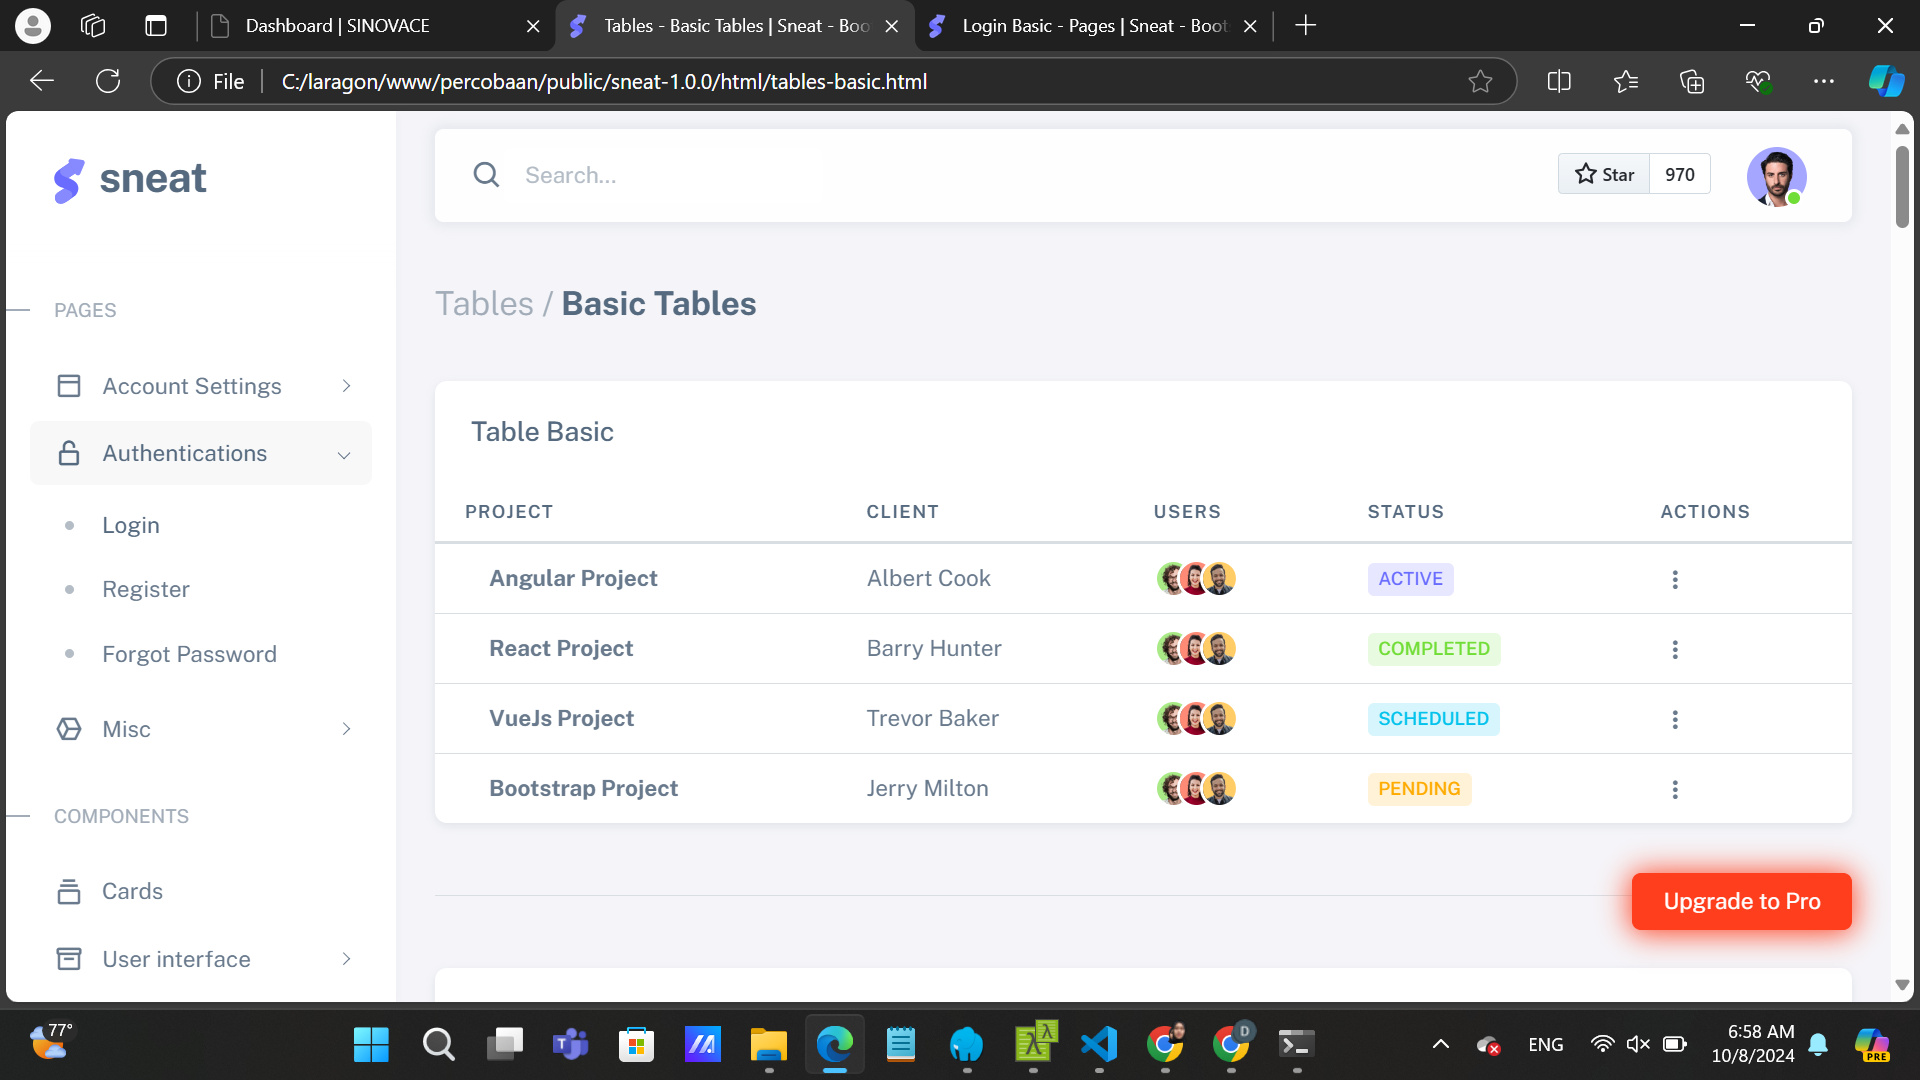 Dashboard | SINOVACE
Tables - Basic Tables | Sneat - Boo
Login Basic - Pages | Sneat - Boot
File
C:/laragon/www/percobaan/public/sneat-1.0.0/html/tables-basic.html
sneat
Search...
Star
970
PAGES
Account Settings
Authentications
Login
Register
Forgot Password
Misc
COMPONENTS
Cards
User interface
Tables / Basic Tables
Table Basic
PROJECT CLIENT USERS STATUS ACTIONS
Angular Project Albert Cook ACTIVE
React Project Barry Hunter COMPLETED
VueJs Project Trevor Baker SCHEDULED
Bootstrap Project Jerry Milton PENDING
Upgrade to Pro
77°
D
ENG
6:58 AM
10/8/2024
PRE